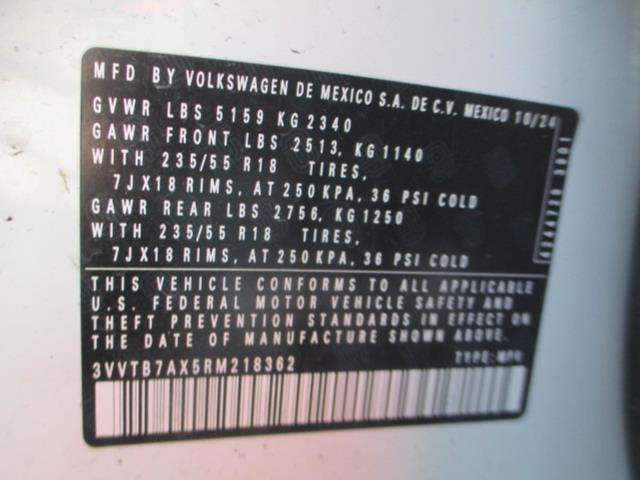 MFD BY VOLKSWAGEN DE MEXICO S.A. DE C.V. MEXICO 10/24
GVWR LBS 5159 KG 2340
GAWR FRONT LBS 2513, KG 1140
WITH 235/55 R18 TIRES,
7JX18 RIMS, AT 250 KPA, 36 PSI COLD
GAWR REAR LBS 2756, KG 1250
WITH 235/55 R18 TIRES,
7JX18 RIMS, AT 250 KPA, 36 PSI COLD
THIS VEHICLE CONFORMS TO ALL APPLICABLE
U.S. FEDERAL MOTOR VEHICLE SAFETY AND
THEFT PREVENTION STANDARDS IN EFFECT ON
THE DATE OF MANUFACTURE SHOWN ABOVE.
3VVTB7AX5RM218362 TYPE:MPV